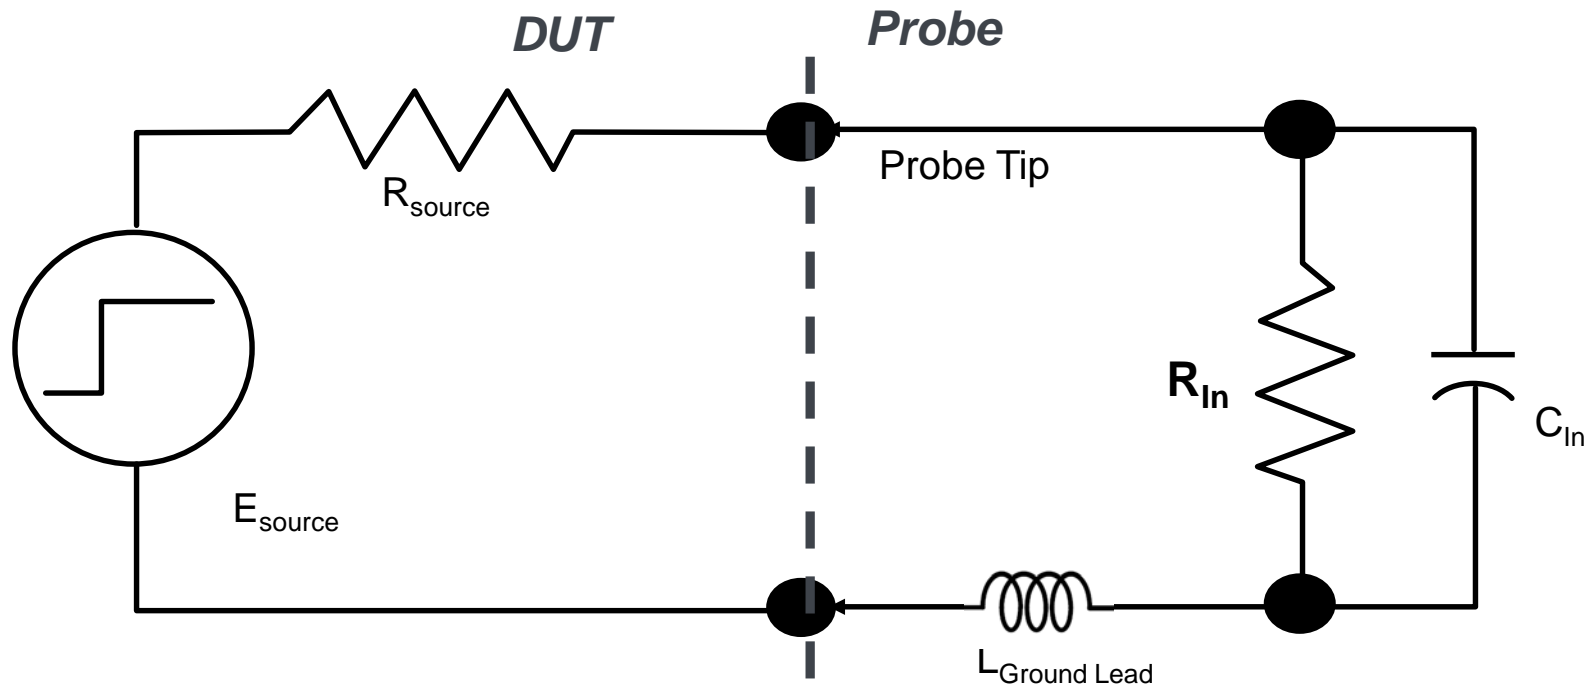 DUT
Probe
Probe Tip
Rsource
RIn
CIn
Esource
LGround Lead